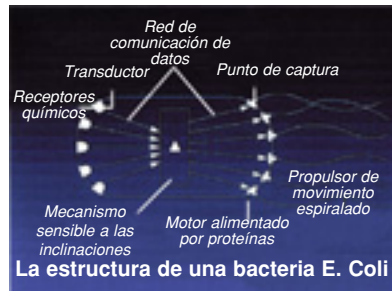 Red de
comunicación de
datos
Transductor
Punto de captura
Receptores
químicos
Propulsor de
movimiento
espiralado
Mecanismo
sensible a las
inclinaciones
Motor alimentado
por proteínas
La estructura de una bacteria E. Coli